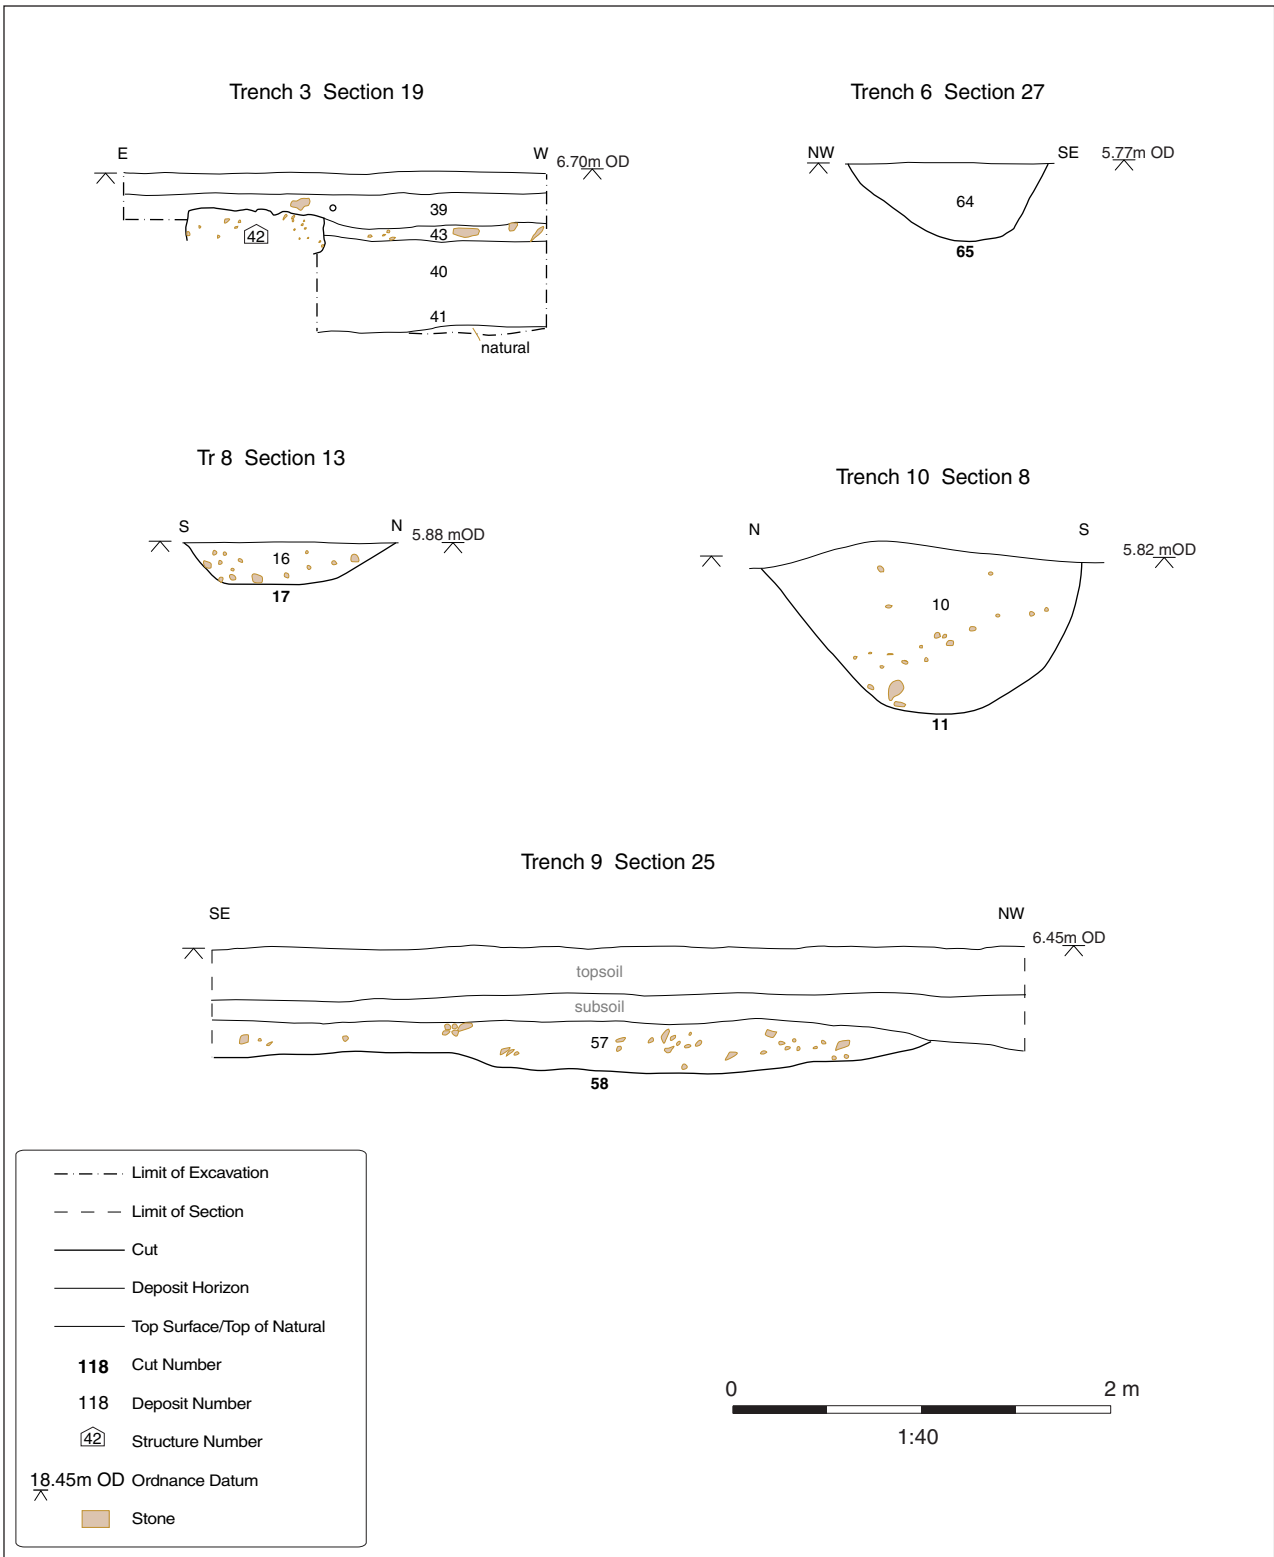 Trench 3  Section 19
E
W
6.70m OD
39
42
43
40
41
natural
Trench 6  Section 27
NW
SE
5.77m OD
64
65
Tr 8  Section 13
S
N
5.88 mOD
16
17
Trench 10  Section 8
N
S
5.82 mOD
10
11
Trench 9  Section 25
SE
NW
6.45m OD
topsoil
subsoil
57
58
Limit of Excavation
Limit of Section
Cut
Deposit Horizon
Top Surface/Top of Natural
118 Cut Number
118 Deposit Number
42 Structure Number
18.45m OD Ordnance Datum
Stone
0 2 m
1:40